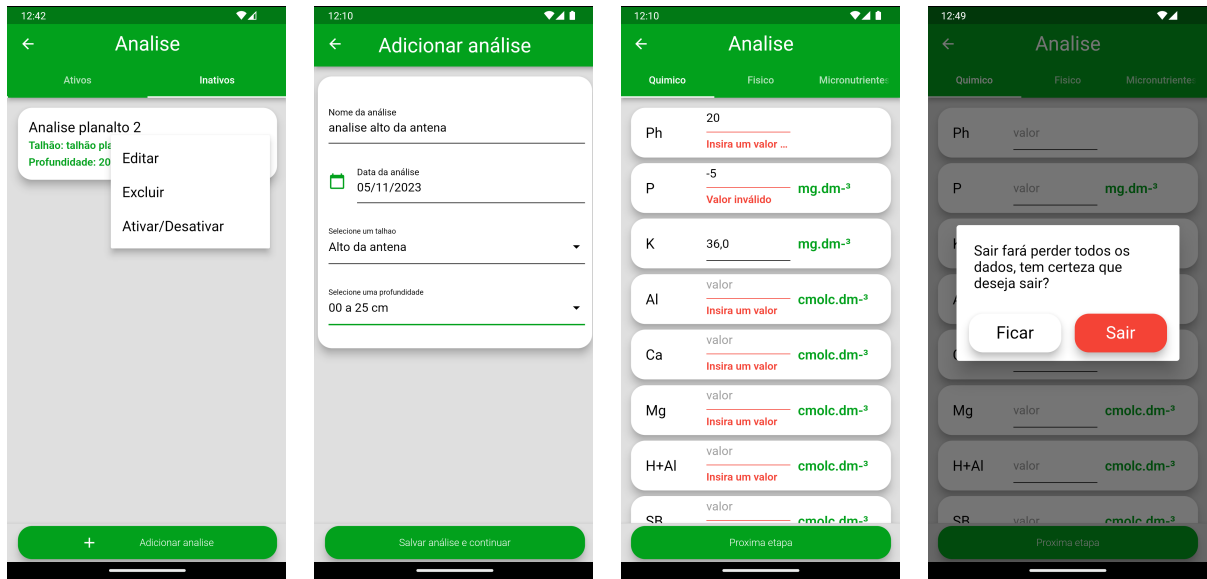 12:42
Analise
Ativos
Inativos
Analise planalto 2
Talhão: talhão pla
Profundidade: 20
Editar
Excluir
Ativar/Desativar
+ Adicionar analise
12:10
Adicionar análise
Nome da análise
analise alto da antena
Data da análise
05/11/2023
Selecione um talhao
Alto da antena
Selecione uma profundidade
00 a 25 cm
Salvar análise e continuar
12:10
Analise
Quimico
Fisico
Micronutrientes
Ph
20
Insira um valor ...
P
-5
mg.dm-³
Valor inválido
K
36,0
mg.dm-³
Al
valor
cmolc.dm-³
Insira um valor
Ca
valor
cmolc.dm-³
Insira um valor
Mg
valor
cmolc.dm-³
Insira um valor
H+Al
valor
cmolc.dm-³
Insira um valor
SB
valor
cmolc.dm-³
Proxima etapa
12:49
Analise
Quimico
Fisico
Micronutrientes
Ph
valor
P
valor
mg.dm-³
Sair fará perder todos os
dados, tem certeza que
deseja sair?
Ficar
Sair
Mg
valor
cmolc.dm-³
H+Al
valor
cmolc.dm-³
SB
valor
cmolc.dm-³
Proxima etapa